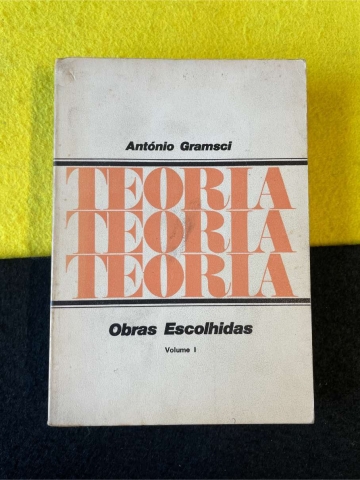 António Gramsci
TEORIA
TEORIA
TEORIA
Obras Escolhidas
Volume I